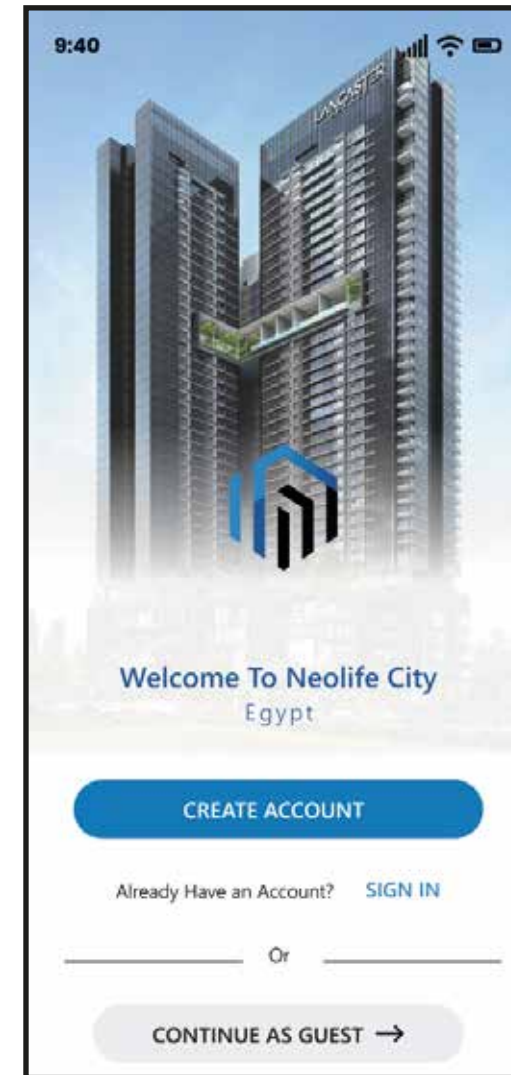 9:40
LANCASTER
Welcome To Neolife City
Egypt
CREATE ACCOUNT
Already Have an Account? SIGN IN
Or
CONTINUE AS GUEST →